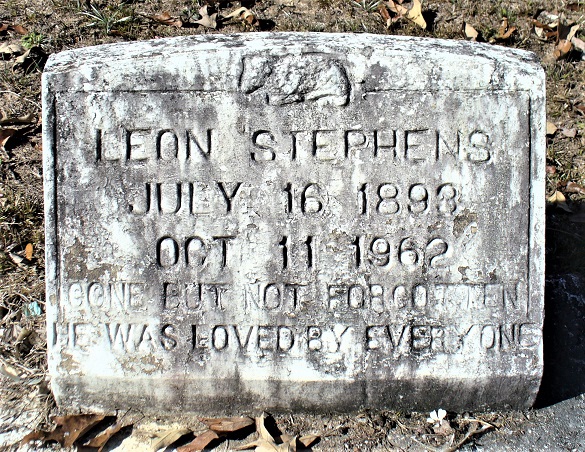 LEON STEPHENS
JULY 16 1893
OCT 11 1962
GONE BUT NOT FORGOTTEN
HE WAS LOVED BY EVERYONE